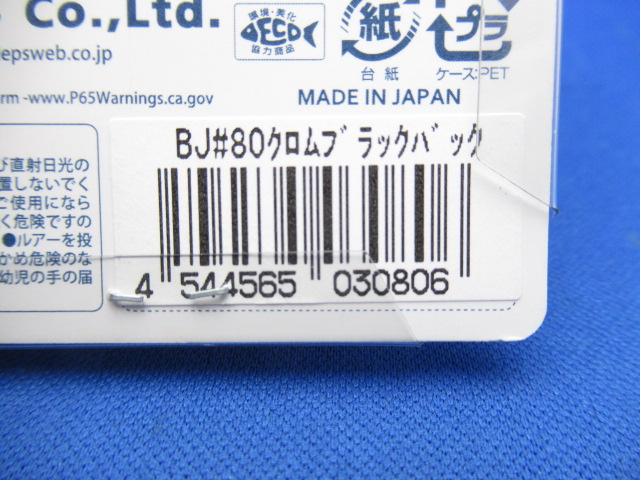 Co.,Ltd.
環境・美化
ECO
協力商品
紙
台 紙
プラ
ケース:PET
epsweb.co.jp
rm -www.P65Warnings.ca.gov
MADE IN JAPAN
BJ#80クロムブラックバック
び直射日光の
置しないでく
ご使用になら
く危険ですの
●ルアーを投
かめ危険のな
幼児の手の届
4 544565 030806